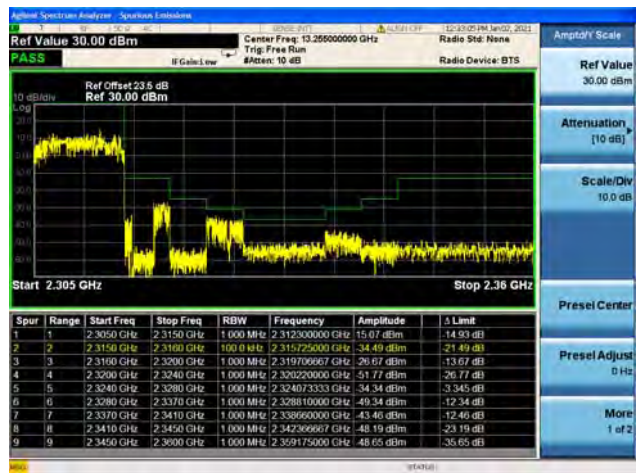 Agilent Spectrum Analyzer - Spurious Emissions
SENSE:INT ALIGN OFF 12:33:05 PM Jan 02, 2021
Ref Value 30.00 dBm
Center Freq: 13.255000000 GHz
Radio Std: None
PASS
IFGain:Low
Trig: Free Run
#Atten: 10 dB
Radio Device: BTS
Ref Offset 23.5 dB
10 dB/div Ref 30.00 dBm
Log
Start 2.305 GHz Stop 2.36 GHz
Spur Range Start Freq Stop Freq RBW Frequency Amplitude Δ Limit
1 1 2.3050 GHz 2.3150 GHz 1.000 MHz 2.312300000 GHz 15.07 dBm -14.93 dB
2 2 2.3150 GHz 2.3160 GHz 100.0 kHz 2.315725000 GHz -34.49 dBm -21.49 dB
3 3 2.3160 GHz 2.3200 GHz 1.000 MHz 2.319706667 GHz -26.67 dBm -13.67 dB
4 4 2.3200 GHz 2.3240 GHz 1.000 MHz 2.320220000 GHz -51.77 dBm -26.77 dB
5 5 2.3240 GHz 2.3280 GHz 1.000 MHz 2.324073333 GHz -34.34 dBm -3.345 dB
6 6 2.3280 GHz 2.3370 GHz 1.000 MHz 2.328810000 GHz -49.34 dBm -12.34 dB
7 7 2.3370 GHz 2.3410 GHz 1.000 MHz 2.338660000 GHz -43.46 dBm -12.46 dB
8 8 2.3410 GHz 2.3450 GHz 1.000 MHz 2.342366667 GHz -48.19 dBm -23.19 dB
9 9 2.3450 GHz 2.3600 GHz 1.000 MHz 2.359175000 GHz -48.65 dBm -35.65 dB
MSG STATUS
Amptd/Y Scale
Ref Value
30.00 dBm
Attenuation
[10 dB]
Scale/Div
10.0 dB
Presel Center
Presel Adjust
0 Hz
More
1 of 2